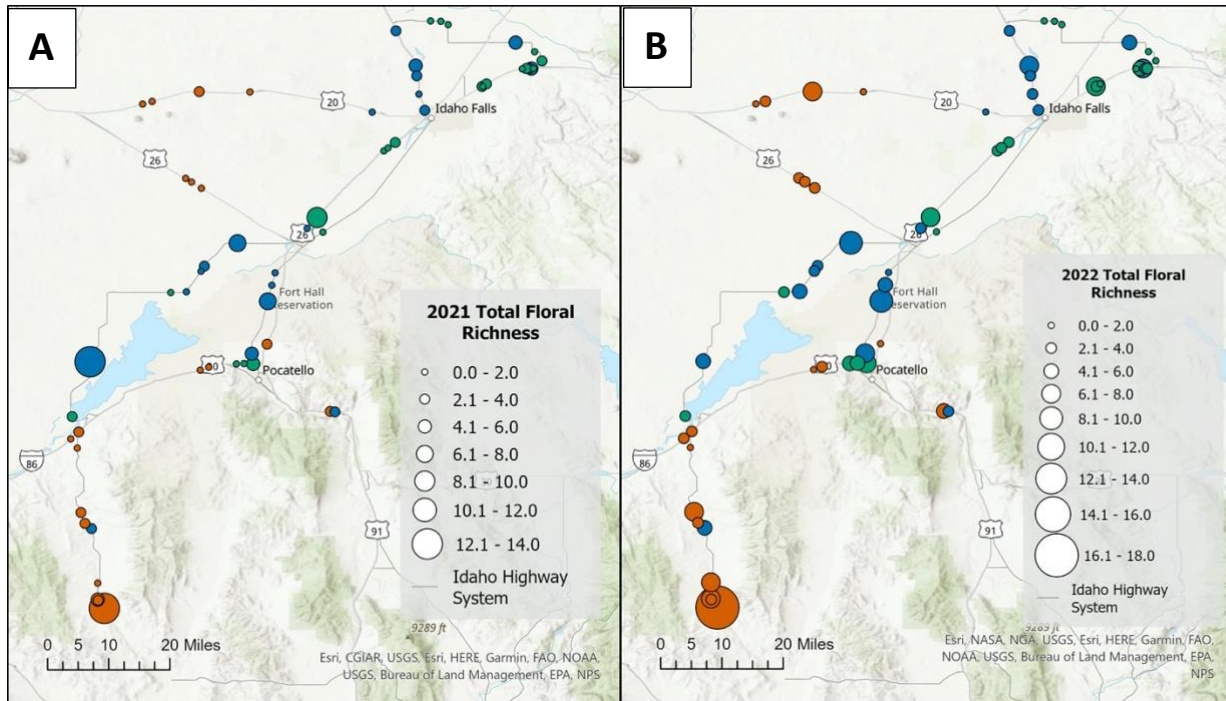 A
20
Idaho Falls
26
26
Fort Hall
eservation
Pocatello
86
91
2021 Total Floral
Richness
0.0 - 2.0
2.1 - 4.0
4.1 - 6.0
6.1 - 8.0
8.1 - 10.0
10.1 - 12.0
12.1 - 14.0
Idaho Highway
System
9289 ft
0 5 10 20 Miles
Esri, CGIAR, USGS, Esri, HERE, Garmin, FAO, NOAA,
USGS, Bureau of Land Management, EPA, NPS
B
20
Idaho Falls
26
26
Fort Hall
eservation
Pocatello
86
91
2022 Total Floral
Richness
0.0 - 2.0
2.1 - 4.0
4.1 - 6.0
6.1 - 8.0
8.1 - 10.0
10.1 - 12.0
12.1 - 14.0
14.1 - 16.0
16.1 - 18.0
Idaho Highway
System
9289 ft
0 5 10 20 Miles
Esri, NASA, NGA, USGS, Esri, HERE, Garmin, FAO,
NOAA, USGS, Bureau of Land Management, EPA,
NPS